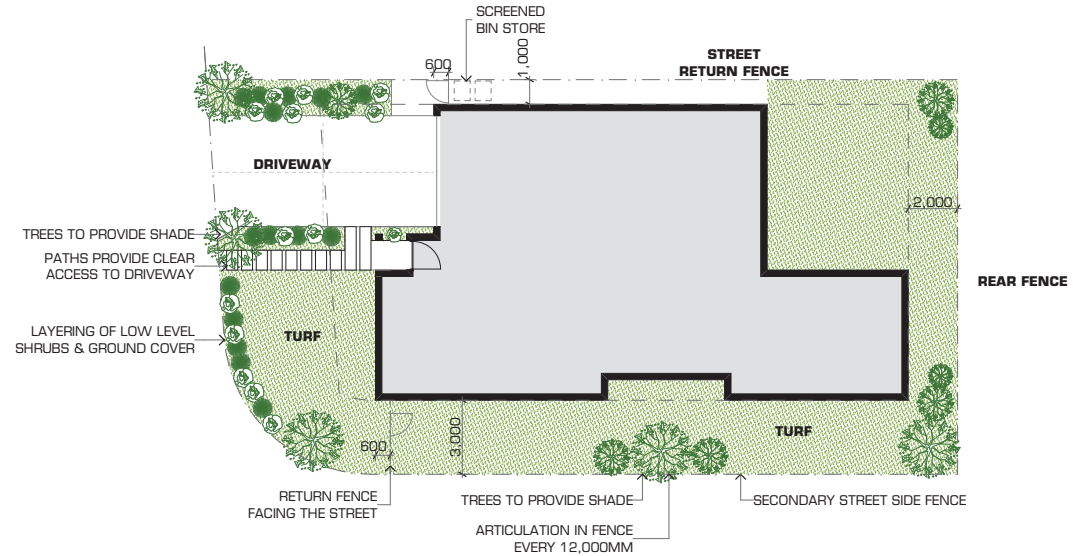 SCREENED
BIN STORE
600
1,000
STREET
RETURN FENCE
DRIVEWAY
2,000
TREES TO PROVIDE SHADE
PATHS PROVIDE CLEAR
ACCESS TO DRIVEWAY
REAR FENCE
LAYERING OF LOW LEVEL
SHRUBS & GROUND COVER
TURF
600
3,000
TURF
RETURN FENCE
FACING THE STREET
TREES TO PROVIDE SHADE
SECONDARY STREET SIDE FENCE
ARTICULATION IN FENCE
EVERY 12,000MM